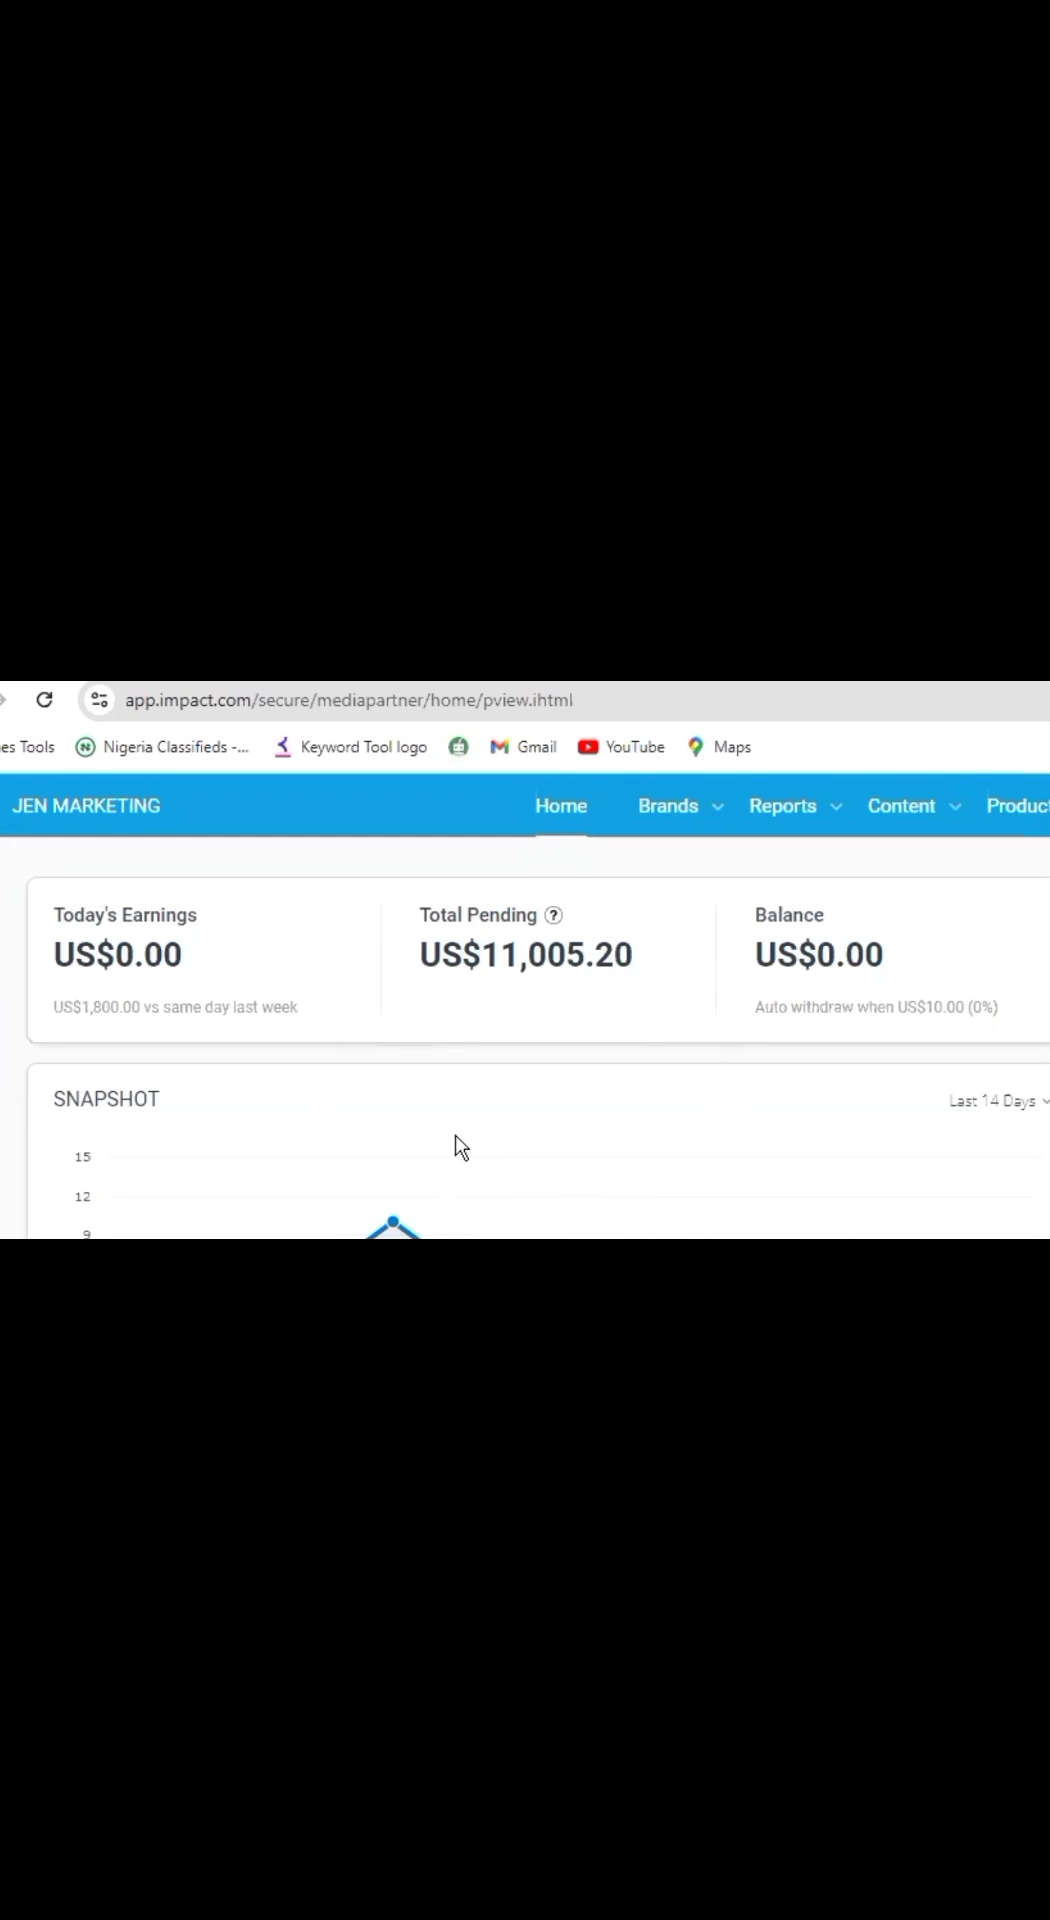 app.impact.com/secure/mediapartner/home/pview.ihtml
es Tools Nigeria Classifieds -... Keyword Tool logo Gmail YouTube Maps
JEN MARKETING Home Brands Reports Content Product
Today's Earnings Total Pending ? Balance
US$0.00 US$11,005.20 US$0.00
US$1,800.00 vs same day last week Auto withdraw when US$10.00 (0%)
SNAPSHOT Last 14 Days
15
12
9